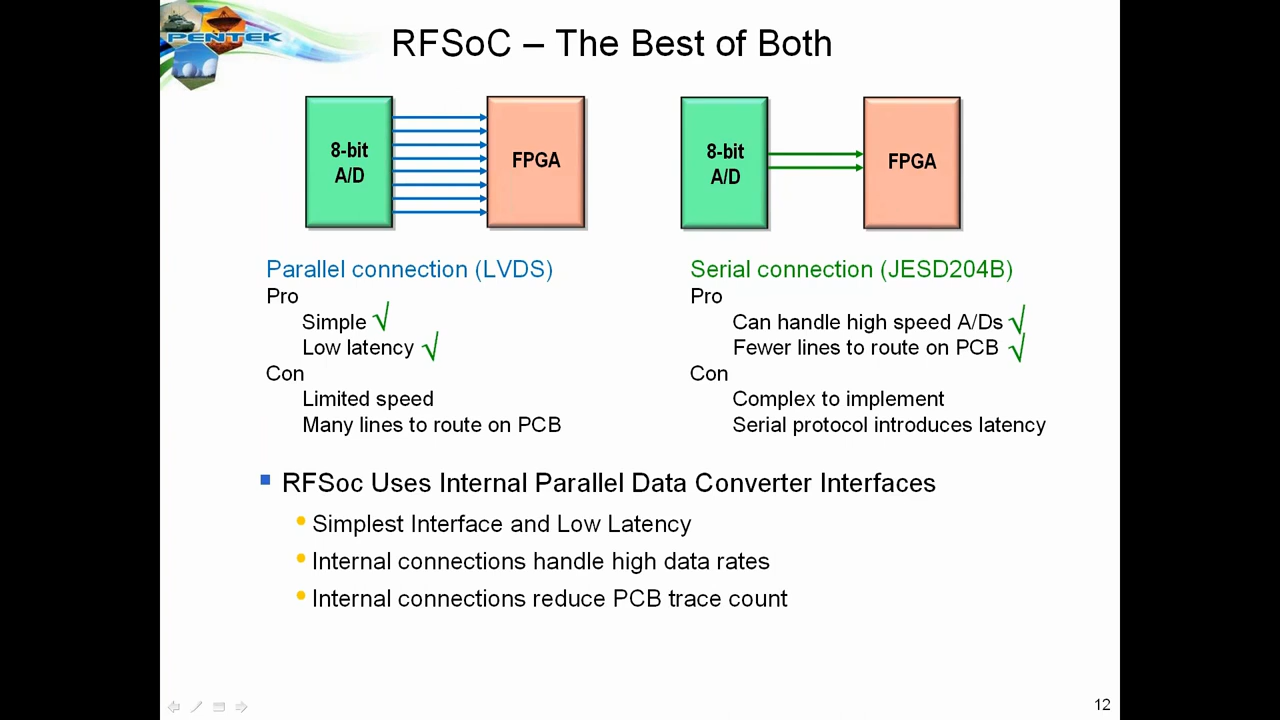 PENTEK
RFSoC – The Best of Both
8-bit
A/D
FPGA
8-bit
A/D
FPGA
Parallel connection (LVDS)
Pro
Simple √
Low latency √
Con
Limited speed
Many lines to route on PCB
Serial connection (JESD204B)
Pro
Can handle high speed A/Ds √
Fewer lines to route on PCB √
Con
Complex to implement
Serial protocol introduces latency
RFSoc Uses Internal Parallel Data Converter Interfaces
Simplest Interface and Low Latency
Internal connections handle high data rates
Internal connections reduce PCB trace count
12